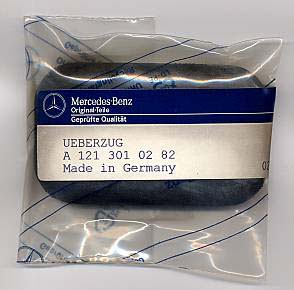 Mercedes-Benz
Original-Teile
Geprüfte Qualität
UEBERZUG
A 121 301 02 82
Made in Germany